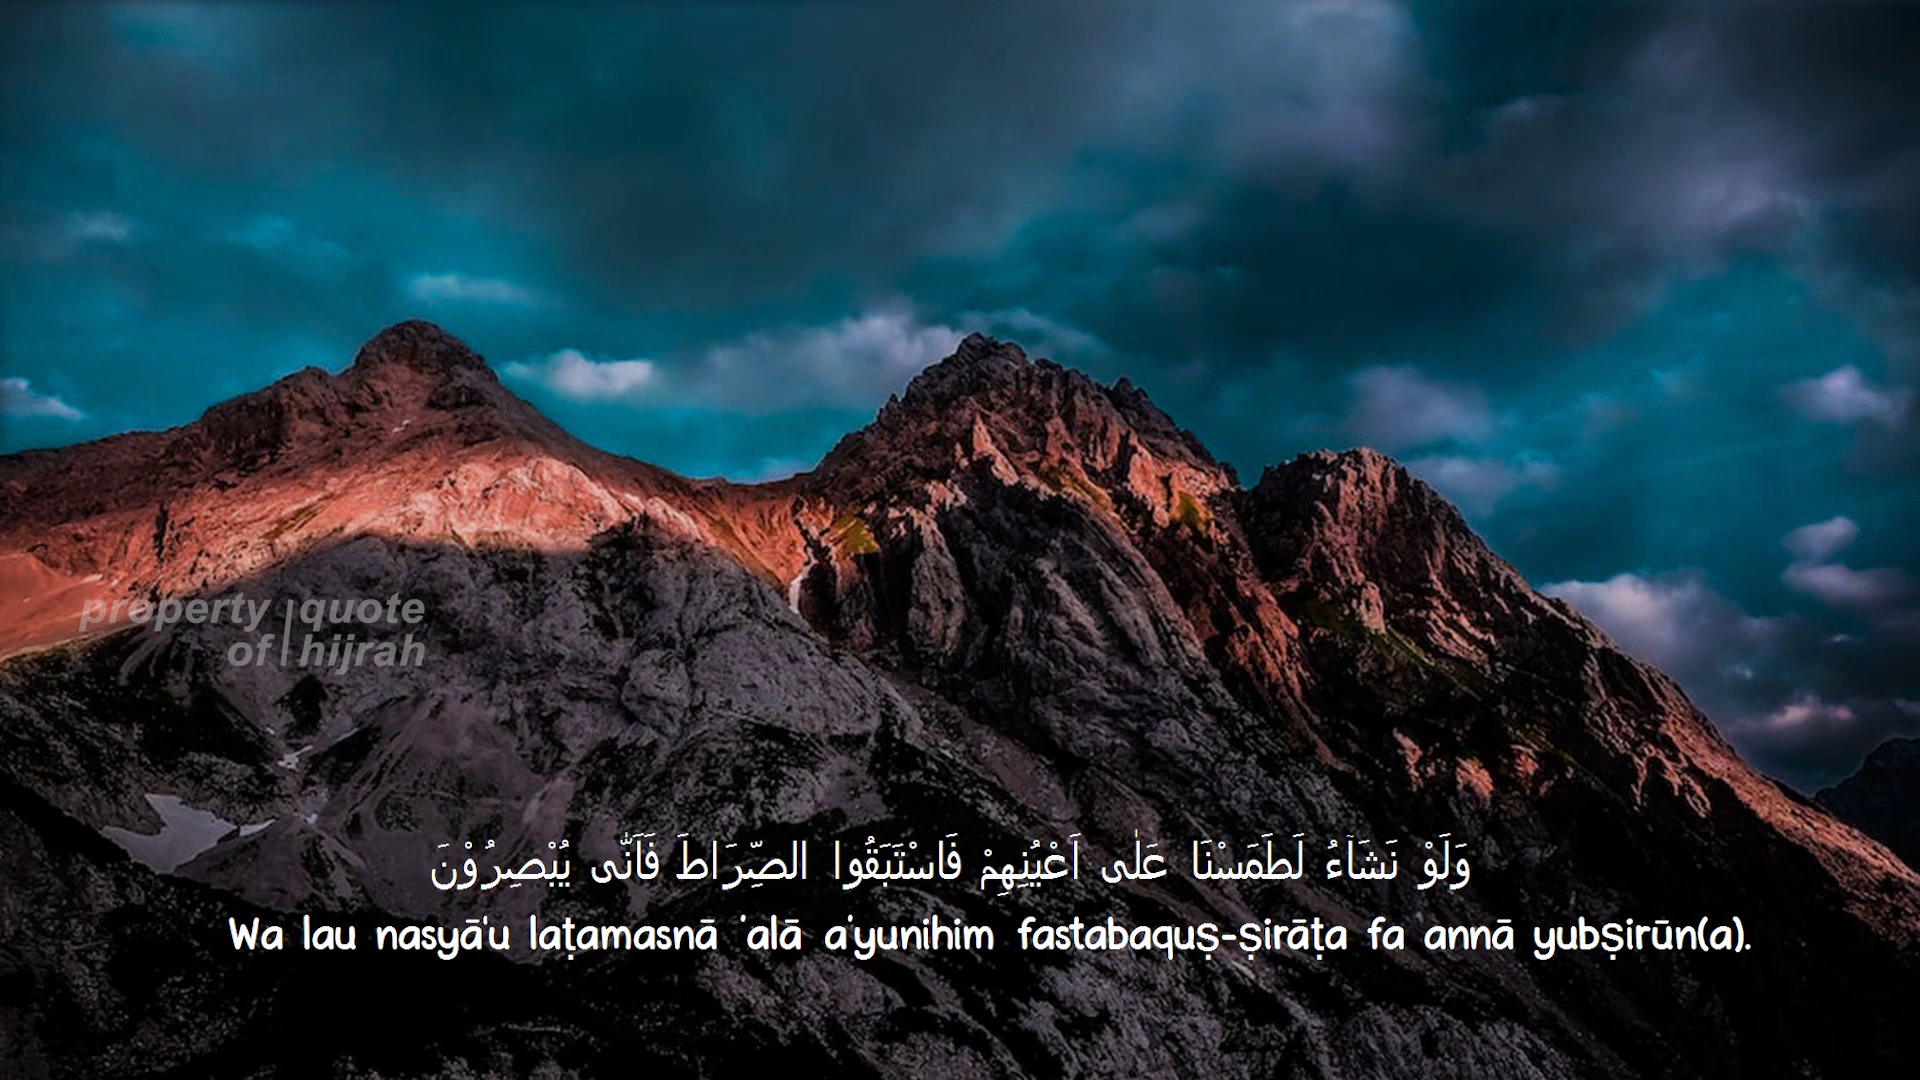 property quote
of hijrah
وَلَوْ نَشَاۤءُ لَطَمَسْنَا عَلٰٓى اَعْيُنِهِمْ فَاسْتَبَقُوا الصِّرَاطَ فَاَنّٰى يُبْصِرُوْنَ
Wa lau nasyā'u laṭamasnā 'alā a'yunihim fastabaquṣ-ṣirāṭa fa annā yubṣirūn(a).